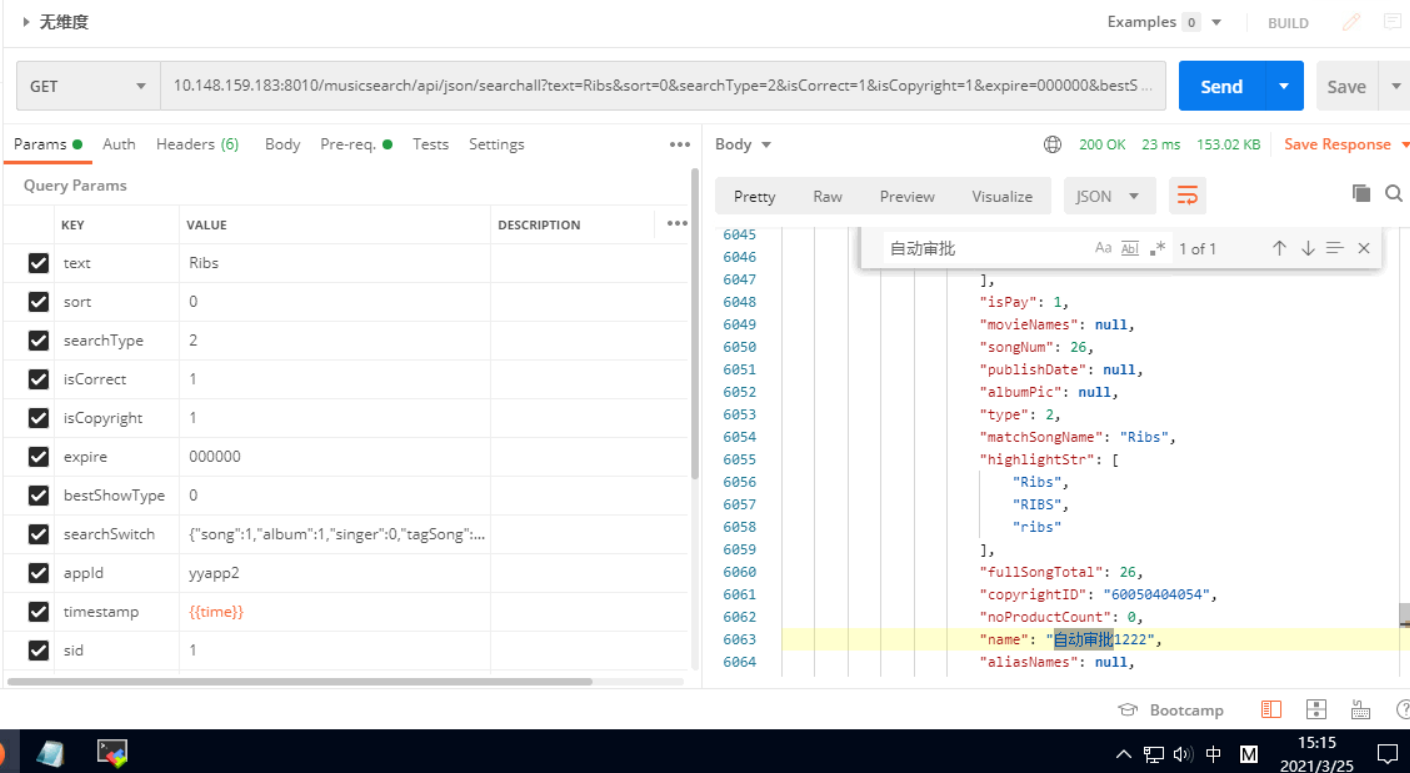 无维度
Examples 0
BUILD
GET
10.148.159.183:8010/musicsearch/api/json/searchall?text=Ribs&sort=0&searchType=2&isCorrect=1&isCopyright=1&expire=000000&bestS ...
Send
Save
Params
Auth
Headers (6)
Body
Pre-req.
Tests
Settings
Query Params
KEY VALUE DESCRIPTION
text Ribs
sort 0
searchType 2
isCorrect 1
isCopyright 1
expire 000000
bestShowType 0
searchSwitch {"song":1,"album":1,"singer":0,"tagSong":...
appId yyapp2
timestamp {{time}}
sid 1
Body
200 OK 23 ms 153.02 KB
Save Response
Pretty Raw Preview Visualize JSON
自动审批 Aa Abl .* 1 of 1
6045
6046
6047 ],
6048 "isPay": 1,
6049 "movieNames": null,
6050 "songNum": 26,
6051 "publishDate": null,
6052 "albumPic": null,
6053 "type": 2,
6054 "matchSongName": "Ribs",
6055 "highlightStr": [
6056 "Ribs",
6057 "RIBS",
6058 "ribs"
6059 ],
6060 "fullSongTotal": 26,
6061 "copyrightID": "60050404054",
6062 "noProductCount": 0,
6063 "name": "自动审批1222",
6064 "aliasNames": null,
Bootcamp
中 M
15:15
2021/3/25